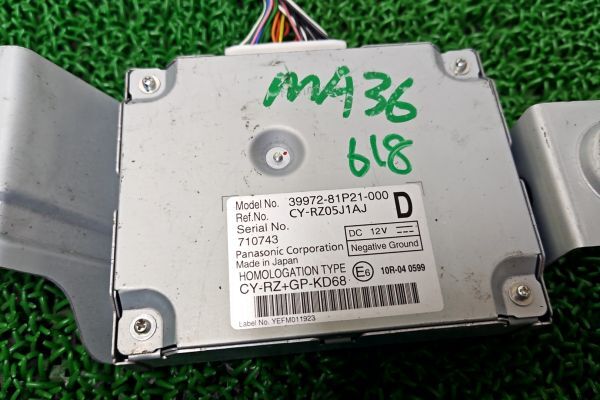 MA36
618
Model No. 39972-81P21-000
Ref.No. CY-RZ05J1AJ D
Serial No.
710743
DC 12V
Negative Ground
Panasonic Corporation
Made in Japan
HOMOLOGATION TYPE E6 10R-04 0599
CY-RZ+GP-KD68
Label No. YEFM011923